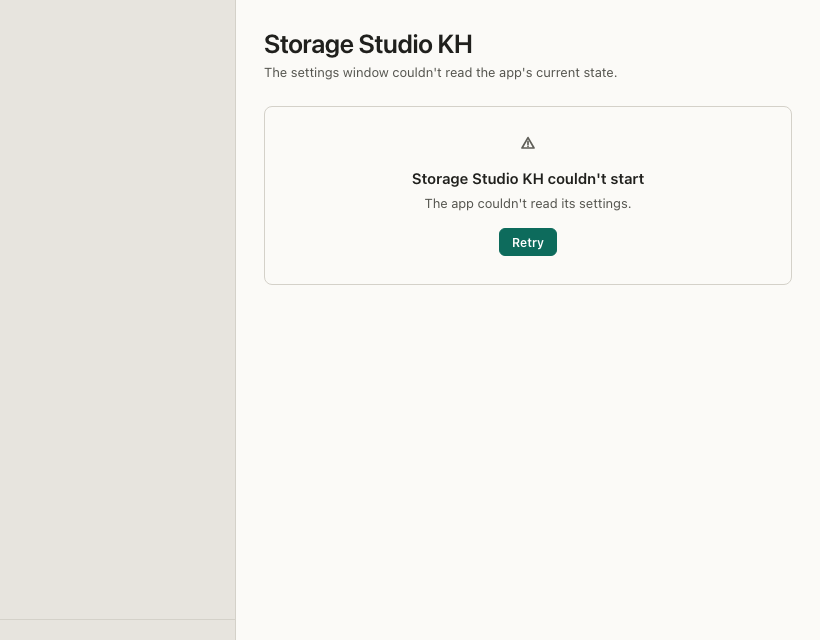 Storage Studio KH
The settings window couldn't read the app's current state.
Storage Studio KH couldn't start
The app couldn't read its settings.
Retry